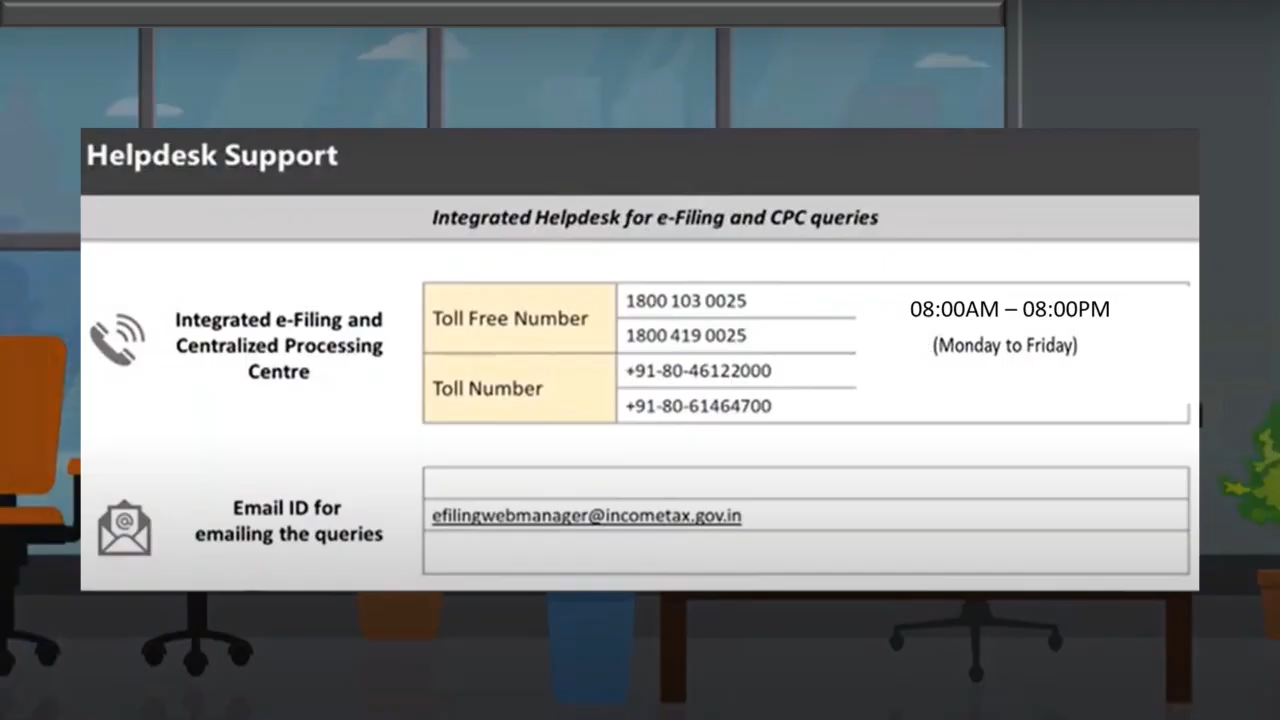 Helpdesk Support
Integrated Helpdesk for e-Filing and CPC queries
Integrated e-Filing and
Centralized Processing
Centre
Toll Free Number
1800 103 0025
1800 419 0025
Toll Number
+91-80-46122000
+91-80-61464700
08:00AM – 08:00PM
(Monday to Friday)
Email ID for
emailing the queries
efilingwebmanager@incometax.gov.in